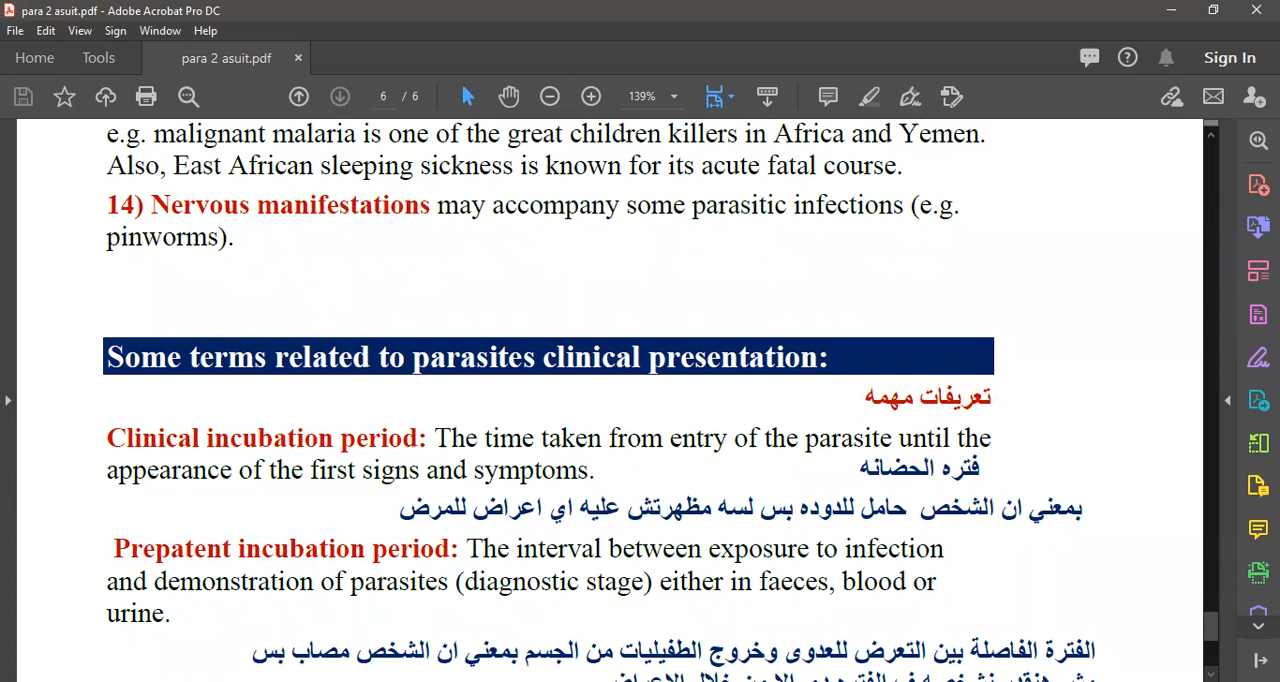 para 2 asuit.pdf - Adobe Acrobat Pro DC
File Edit View Sign Window Help
Home Tools para 2 asuit.pdf × Sign In
6 / 6 139%
e.g. malignant malaria is one of the great children killers in Africa and Yemen.
Also, East African sleeping sickness is known for its acute fatal course.
14) Nervous manifestations may accompany some parasitic infections (e.g.
pinworms).
Some terms related to parasites clinical presentation:
تعريفات مهمه
Clinical incubation period: The time taken from entry of the parasite until the
appearance of the first signs and symptoms. فتره الحضانه
بمعني ان الشخص حامل للدوده بس لسه مظهرتش عليه اي اعراض للمرض
Prepatent incubation period: The interval between exposure to infection
and demonstration of parasites (diagnostic stage) either in faeces, blood or
urine.
الفترة الفاصلة بين التعرض للعدوى وخروج الطفيليات من الجسم بمعني ان الشخص مصاب بس